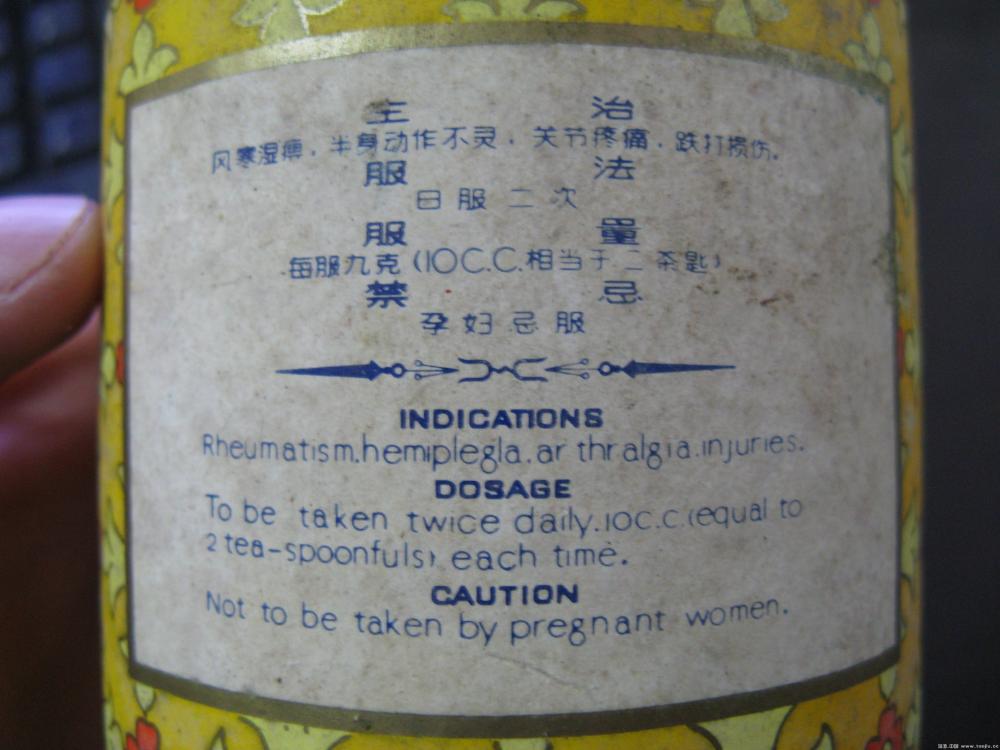 主 治
风寒湿痹.半身动作不灵.关节疼痛.跌打损伤.
服 法
日服二次
服 量
每服九克(10C.C.相当于二茶匙)
禁 忌
孕妇忌服
INDICATIONS
Rheumatism.hemiplegla.ar thralgia.injuries.
DOSAGE
To be taken twice daily.10C.C.(equal to
2 tea-spoonfuls) each time.
CAUTION
Not to be taken by pregnant women.